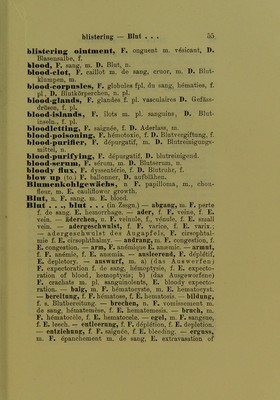 blistering — Blut . . .    55
blistering ointment, F. onguent m. vésicant, D.
Blasensalbe, f.
blood, F. sang, m. D. Blut, n.
blood-clot, F. caillot m. de sang, cruor, m. D. Blut-
klumpen, m.
blood-corpuscles, F. globules fpl. du sang, hématies, f.
pl., D. Blutkörperchen, n. pl.
blood-glands, F. glandes f. pl. vasculaires D. Gefäss-
drüsen, f. pl.
blood-islands, F. îlots m. pl. sanguins, D. Blut-
inseln, f. pl.
bloodletting, F. saignée, f. D. Aderlass, m.
blood-poisoning, F. hémotoxie, f. D. Blutvergiftung, f.
blood-purifier, F. dépuratif, m. D. Blutreinigungs-
mittel, n.
blood-purifying, F. dépuratif, D. blutreinigend.
blood-serum, F. sérum, m. D. Blutserum, n.
bloody flux, F. dyssentérie, f. D. Blutruhr, f.
blow up (to.) F. ballonner, D. aufblähen.
Blumenkohlgewächs, n F. papilloma, m., chou-
fleur, m. E. cauliflower growth.
Blut, n. F. sang, m. E. blood.
Blut . . ., blut . . . (in Zsgn.) — abgang, m. F. perte
f. de sang E. hemorrhage. — ader, f. F. veine, f. E.
vein. — äderchen, n. F. veinule, f., vénule, f. E. small
vein. — adergeschwulst, f. F. varice, f. E. varix.;
— adergeschwulst des Augapfels, F. cirsophtal-
mie f. E. cirsophthalmy. — andrang, m. F. congestion, f.
E. congestion. — arm, F. anémique E. anæmic. — armut,
f. F. anémie, f. E. anæmia. — ausleerend, F. déplétif,
E. depletory. — auswurf, m. a) (das Auswerfen)
F. expectoration f. de sang, hémoptysie, f. E. expecto-
ration of blood, hemoptysis; b) (das Ausgeworfene)
F. crachats m. pl. sanguinolents, E. bloody expecto-
ration. — balg, m. F. hématocyste, m. E. hematocyst.
— bereitung, f. F. hématose, f. E. hematosis. — bildung,
f. s. Blutbereitung. — brechen, n. F. vomissement m.
de sang, hématemèse, f. E. hematemesis. — bruch, m.
F. hématocèle, f. E. hematocele. — egel, m. F. sangsue,
f. E. leech. — entleerung, f. F. déplétion, f. E. depletion.
— entziehung, f. F. saignée, f. E. bleeding. — erguss,
m. F. épanchement m. de sang, E. extravasation of